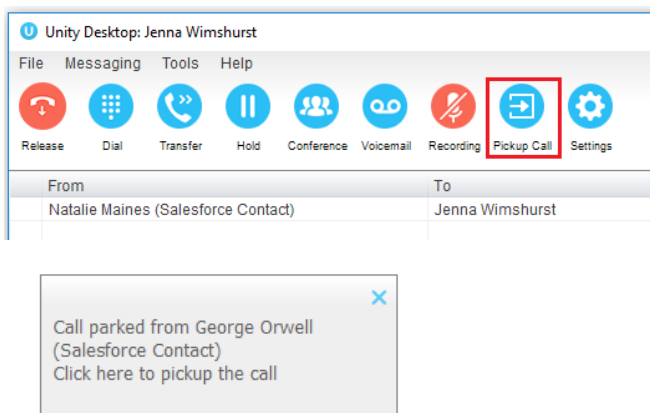 U Unity Desktop: Jenna Wimshurst
File Messaging Tools Help
Release Dial Transfer Hold Conference Voicemail Recording Pickup Call Settings
From To
Natalie Maines (Salesforce Contact) Jenna Wimshurst
Call parked from George Orwell
(Salesforce Contact)
Click here to pickup the call